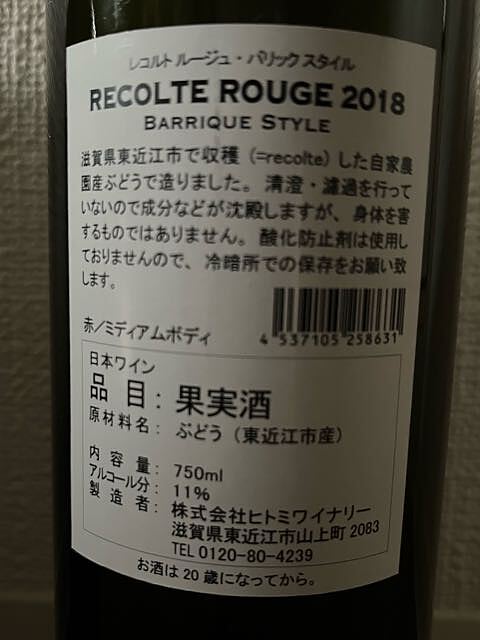 レコルト ルージュ・バリック スタイル
RECOLTE ROUGE 2018
BARRIQUE STYLE
滋賀県東近江市で収穫(=recolte)した自家農
園産ぶどうで造りました。清澄・濾過を行って
いないので成分などが沈殿しますが、身体を害
するものではありません。酸化防止剤は使用し
ておりませんので、冷暗所での保存をお願い致
します。
4 537105 258631
赤/ミディアムボディ
日本ワイン
品 目: 果実酒
原材料名: ぶどう(東近江市産)
内 容 量: 750ml
アルコール分: 11%
製 造 者: 株式会社ヒトミワイナリー
滋賀県東近江市山上町2083
TEL 0120-80-4239
お酒は20歳になってから。